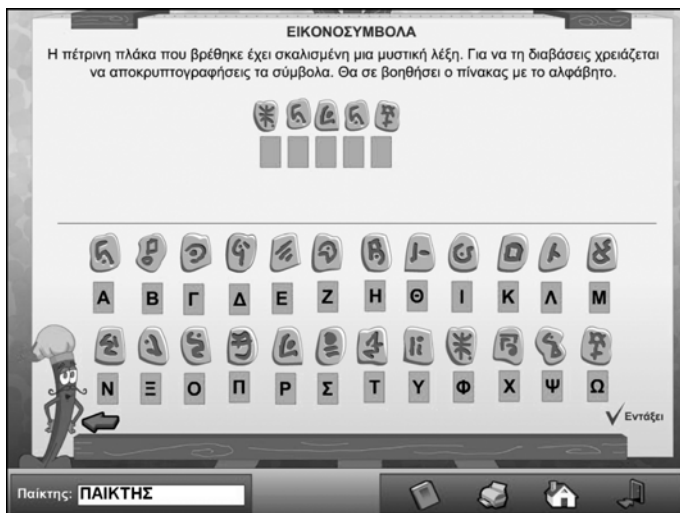 ΕΙΚΟΝΟΣΥΜΒΟΛΑ
Η πέτρινη πλάκα που βρέθηκε έχει σκαλισμένη μια μυστική λέξη. Για να τη διαβάσεις χρειάζεται
να αποκρυπτογραφήσεις τα σύμβολα. Θα σε βοηθήσει ο πίνακας με το αλφάβητο.
Α Β Γ Δ Ε Ζ Η Θ Ι Κ Λ Μ
Ν Ξ Ο Π Ρ Σ Τ Υ Φ Χ Ψ Ω
Εντάξει
Παίκτης: ΠΑΙΚΤΗΣ